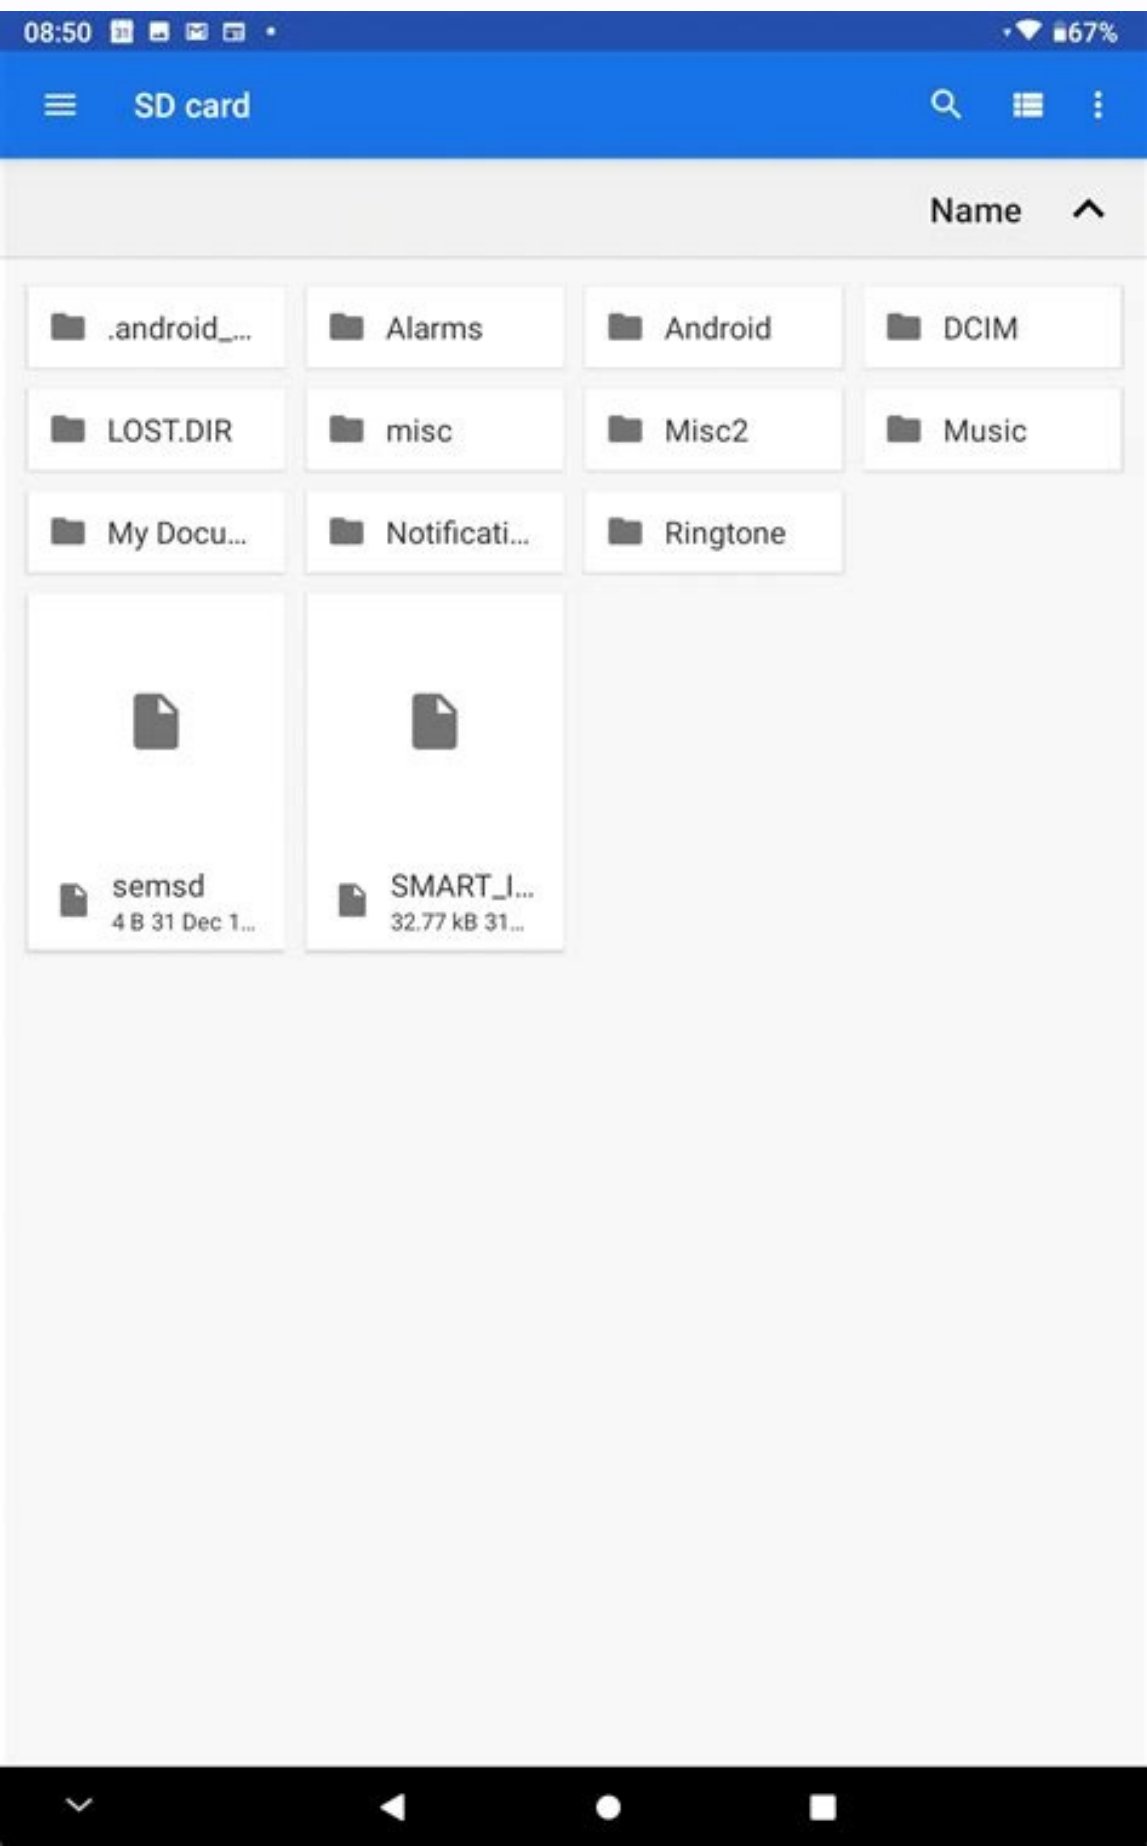 08:50 31 67%
SD card
Name
.android_...
Alarms
Android
DCIM
LOST.DIR
misc
Misc2
Music
My Docu...
Notificati...
Ringtone
semsd
4 B 31 Dec 1...
SMART_I...
32.77 kB 31...